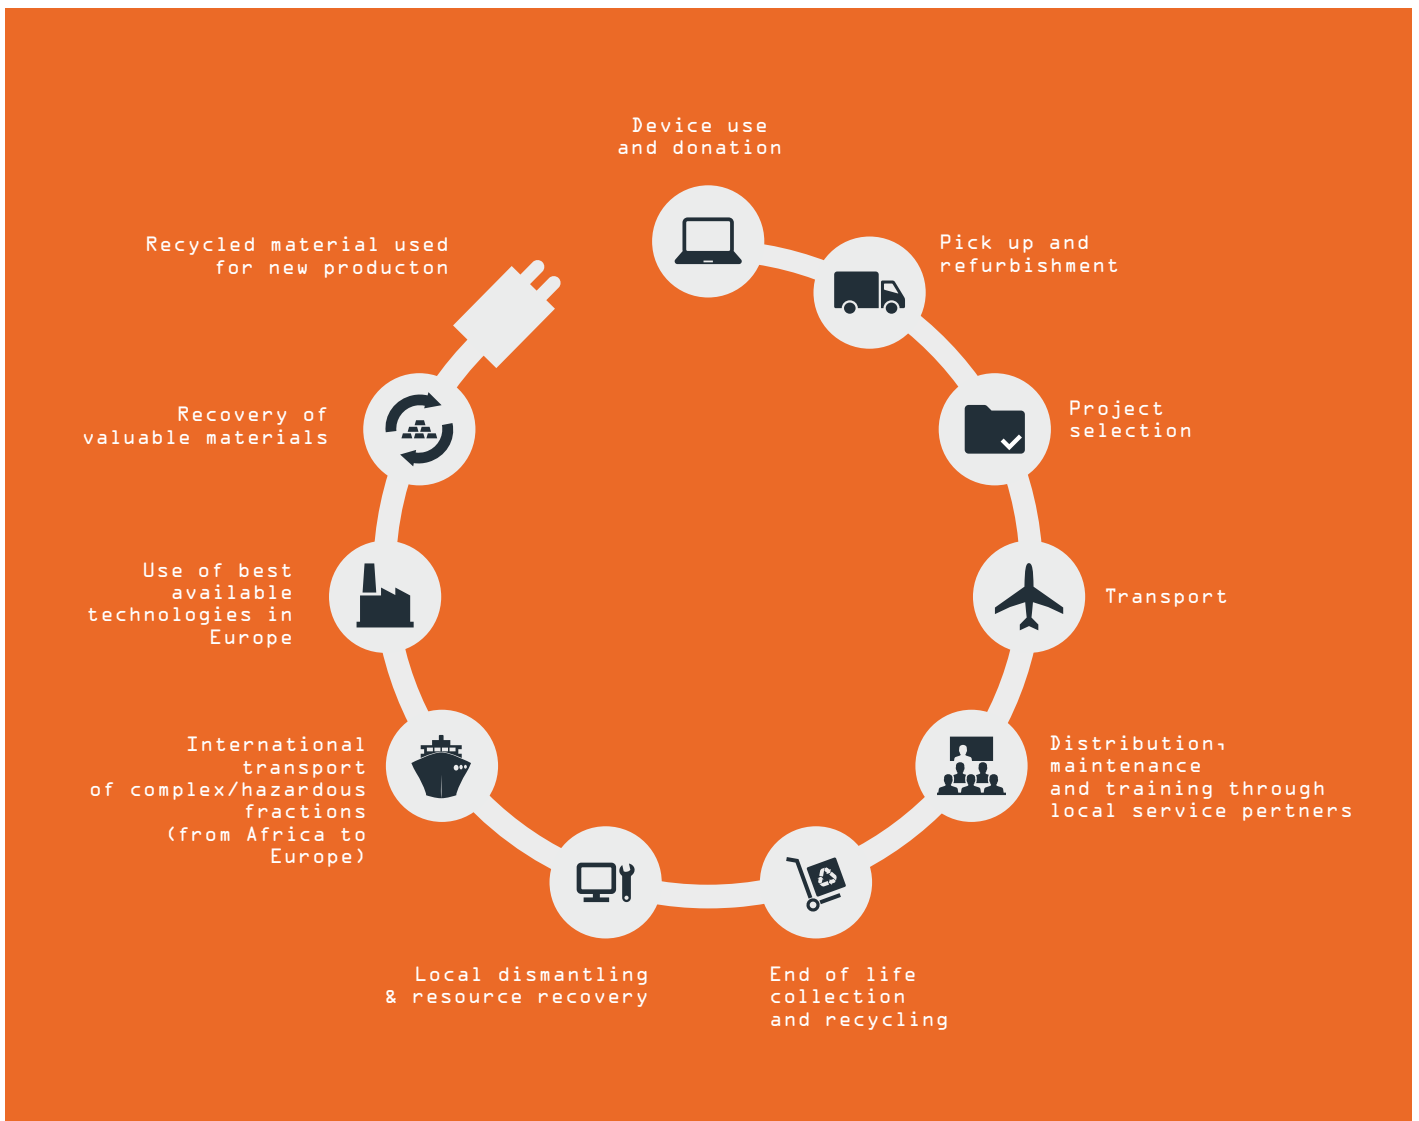 Device use
and donation
Pick up and
refurbishment
Project
selection
Transport
Distribution,
maintenance
and training through
local service pertners
End of life
collection
and recycling
Local dismantling
& resource recovery
International
transport
of complex/hazardous
fractions
(from Africa to
Europe)
Use of best
available
technologies in
Europe
Recovery of
valuable materials
Recycled material used
for new producton